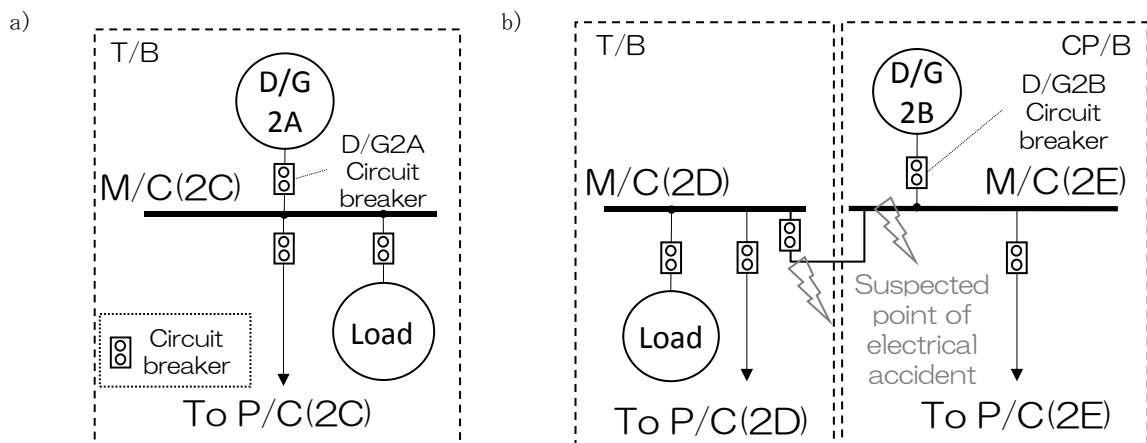 a)
T/B
D/G
2A
D/G2A
Circuit
breaker
M/C(2C)
Load
Circuit
breaker
To P/C(2C)
b)
T/B
CP/B
D/G
2B
D/G2B
Circuit
breaker
M/C(2D)
M/C(2E)
Load
Suspected
point of
electrical
accident
To P/C(2D)
To P/C(2E)